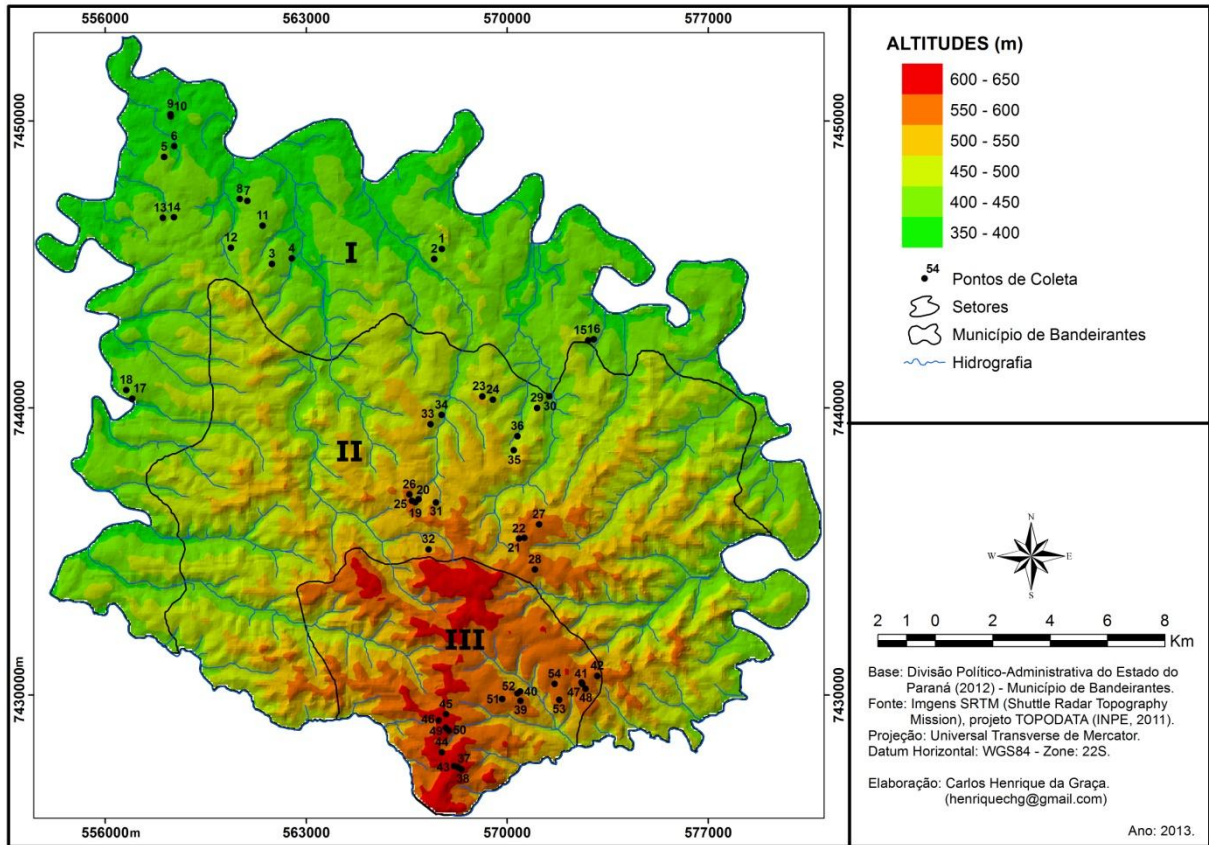 556000
563000
570000
577000
7450000
7440000
7430000m
7450000
7440000
7430000
9
10
6
5
8
7
13
14
11
12
3
4
1
2
I
15
16
18
17
23
24
29
30
34
33
36
35
II
26
20
25
19
31
27
22
21
32
28
III
42
41
54
47
48
52
40
51
39
53
45
46
49
50
44
37
43
38
556000m
563000
570000
577000
ALTITUDES (m)
600 - 650
550 - 600
500 - 550
450 - 500
400 - 450
350 - 400
54
Pontos de Coleta
Setores
Município de Bandeirantes
Hidrografia
N
W
E
S
2 1 0 2 4 6 8
Km
Base: Divisão Político-Administrativa do Estado do
Paraná (2012) - Município de Bandeirantes.
Fonte: Imgens SRTM (Shuttle Radar Topography
Mission), projeto TOPODATA (INPE, 2011).
Projeção: Universal Transverse de Mercator.
Datum Horizontal: WGS84 - Zone: 22S.
Elaboração: Carlos Henrique da Graça.
(henriquechg@gmail.com)
Ano: 2013.